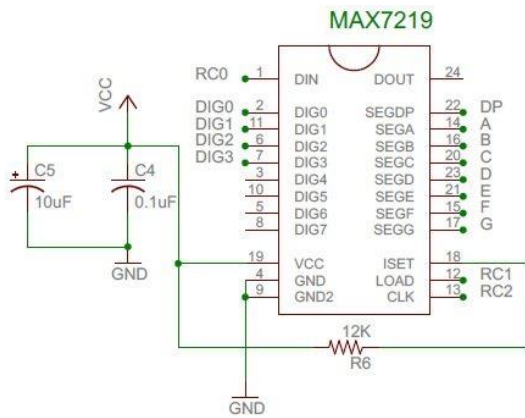 MAX7219
RC0 1 DIN DOUT 24
VCC
DIG0 2 DIG0 SEGDP 22 DP
DIG1 11 DIG1 SEGA 14 A
DIG2 6 DIG2 SEGB 16 B
DIG3 7 DIG3 SEGC 20 C
3 DIG4 SEGD 23 D
10 DIG5 SEGE 21 E
5 DIG6 SEGF 15 F
8 DIG7 SEGG 17 G
+ C5 C4
10uF 0.1uF
GND
19 VCC ISET 18
4 GND LOAD 12 RC1
9 GND2 CLK 13 RC2
12K
R6
GND